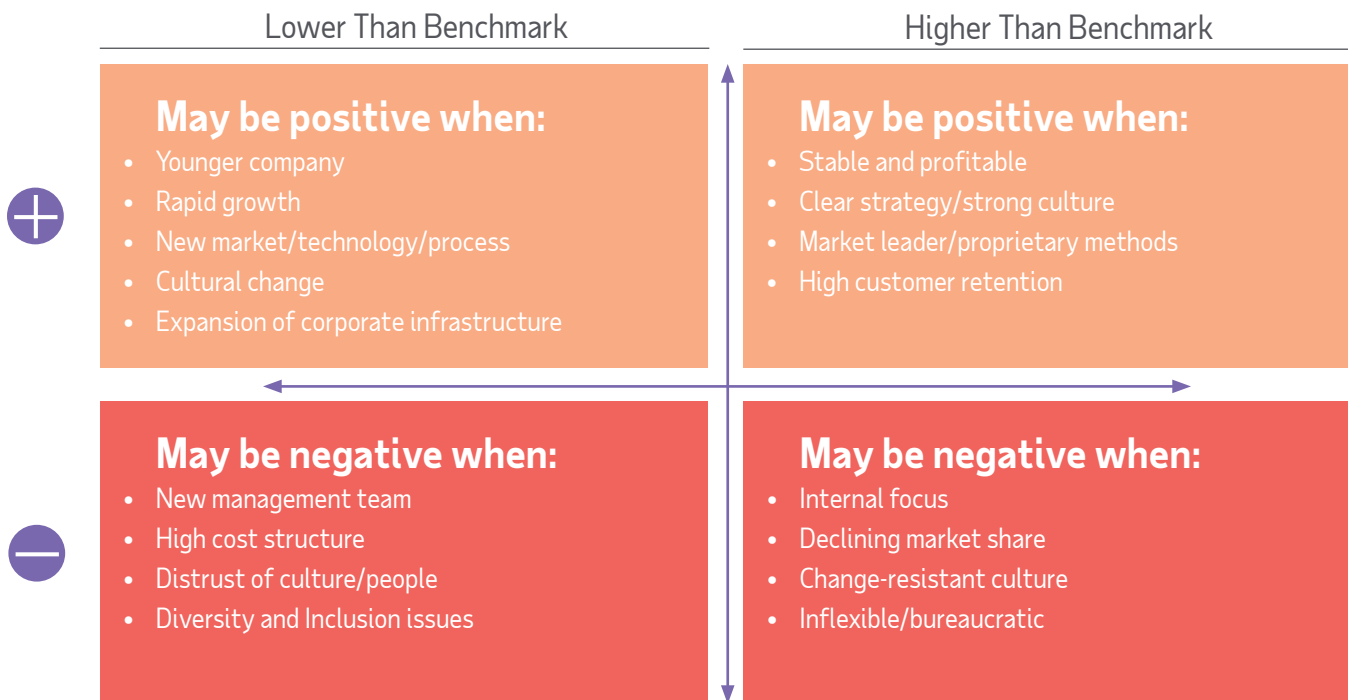 Lower Than Benchmark
Higher Than Benchmark
May be positive when:
• Younger company
• Rapid growth
• New market/technology/process
• Cultural change
• Expansion of corporate infrastructure
May be positive when:
• Stable and profitable
• Clear strategy/strong culture
• Market leader/proprietary methods
• High customer retention
May be negative when:
• New management team
• High cost structure
• Distrust of culture/people
• Diversity and Inclusion issues
May be negative when:
• Internal focus
• Declining market share
• Change-resistant culture
• Inflexible/bureaucratic